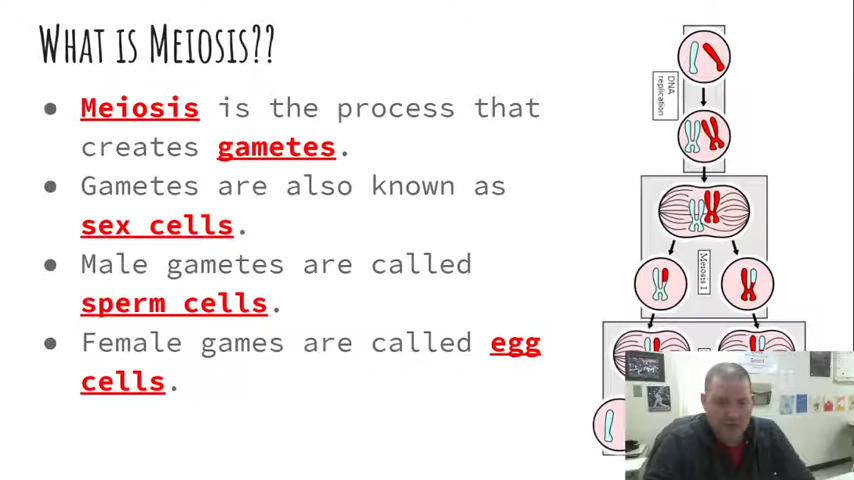 WHAT IS MEIOSIS??
● Meiosis is the process that
creates gametes.
● Gametes are also known as
sex cells.
● Male gametes are called
sperm cells.
● Female games are called egg
cells.
DNA
replication
Meiosis I